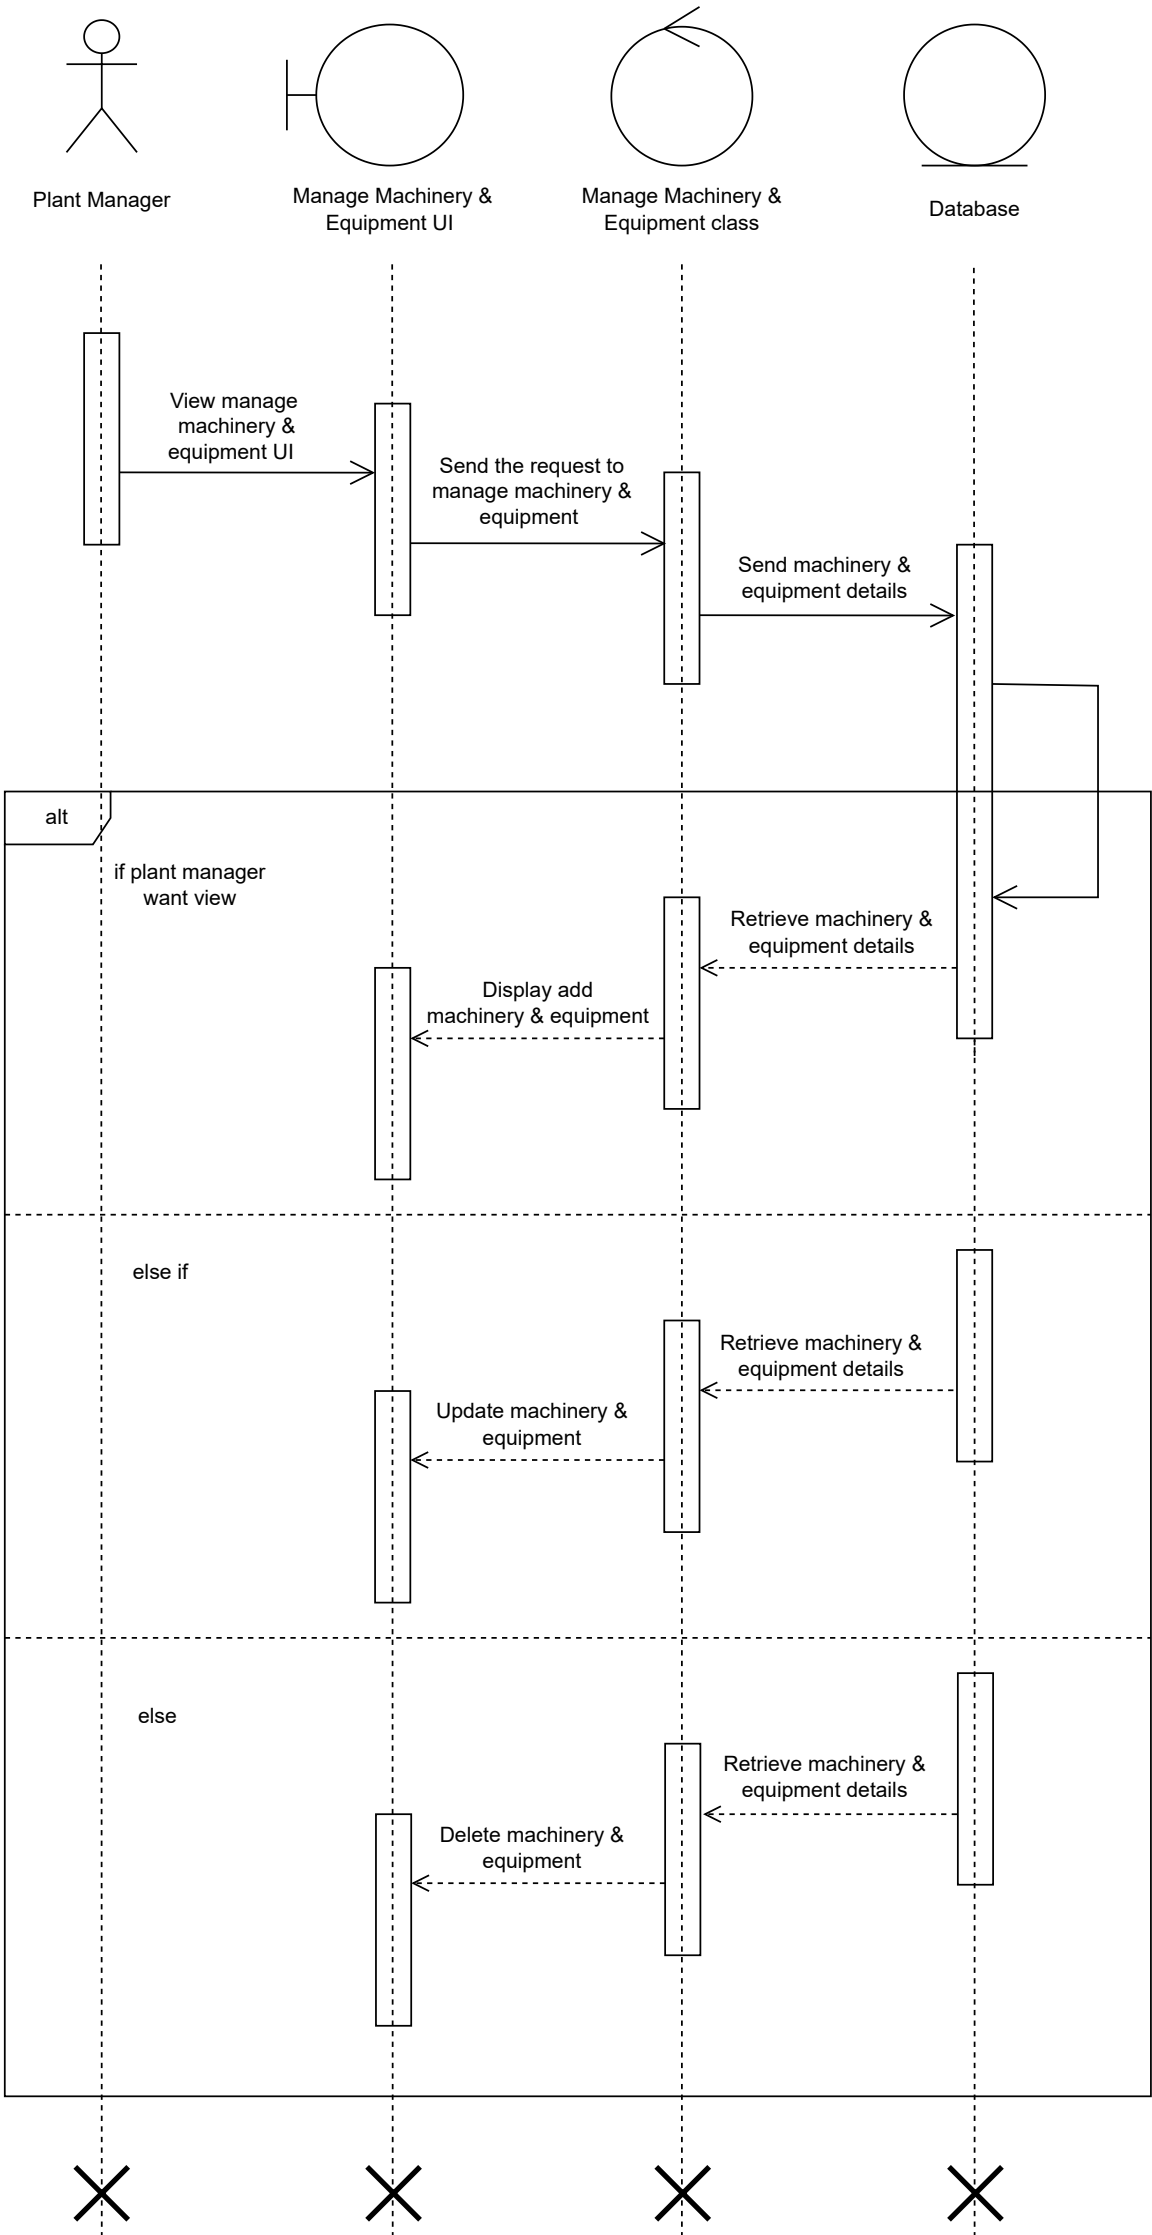 Plant Manager
Manage Machinery &
Equipment UI
Manage Machinery &
Equipment class
Database
View manage
machinery &
equipment UI
Send the request to
manage machinery &
equipment
Send machinery &
equipment details
alt
if plant manager
want view
Retrieve machinery &
equipment details
Display add
machinery & equipment
else if
Retrieve machinery &
equipment details
Update machinery &
equipment
else
Retrieve machinery &
equipment details
Delete machinery &
equipment